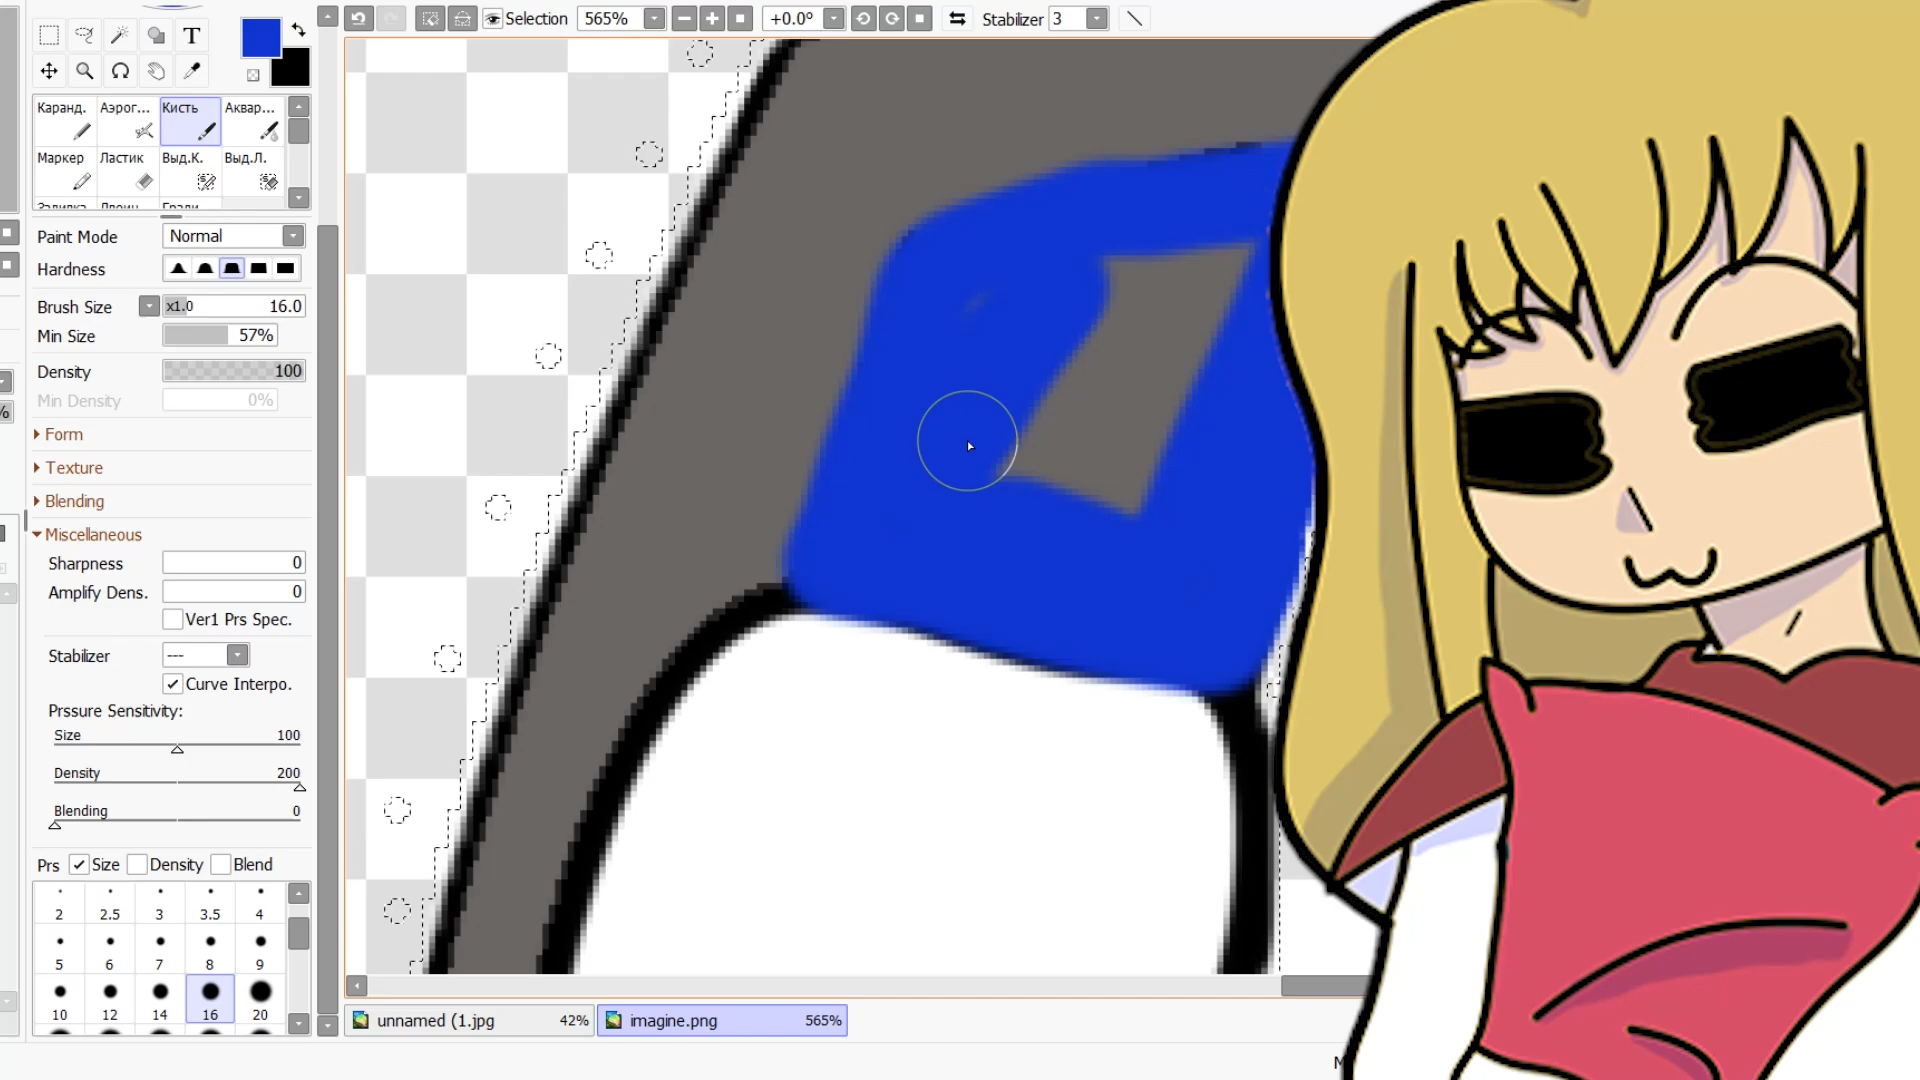 Selection 565% +0.0° Stabilizer 3
T
Каранд. Аэрог... Кисть Аквар...
Маркер Ластик Выд.К. Выд.Л.
Paint Mode Normal
Hardness
Brush Size x1.0 16.0
Min Size 57%
Density 100
Min Density 0%
%
Form
Texture
Blending
Miscellaneous
Sharpness 0
Amplify Dens. 0
Ver1 Prs Spec.
Stabilizer ---
Curve Interpo.
Prssure Sensitivity:
Size 100
Density 200
Blending 0
Prs Size Density Blend
2 2.5 3 3.5 4
5 6 7 8 9
10 12 14 16 20
unnamed (1.jpg 42% imagine.png 565%